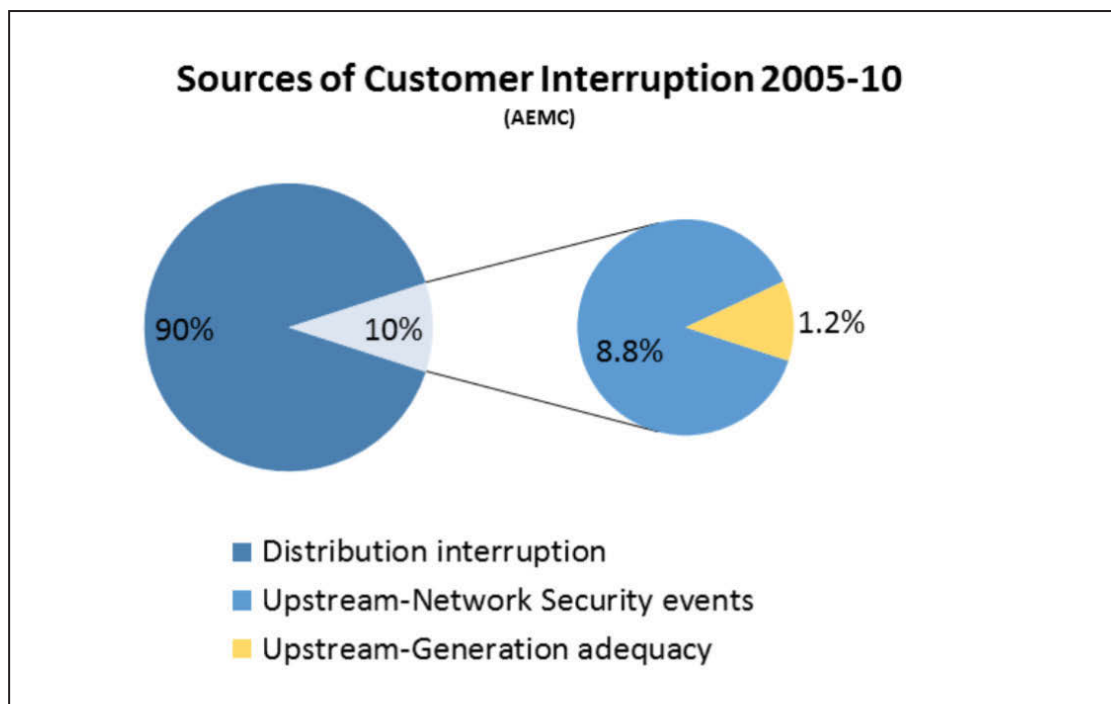 Sources of Customer Interruption 2005-10
(AEMC)
90%
10%
8.8%
1.2%
Distribution interruption
Upstream-Network Security events
Upstream-Generation adequacy